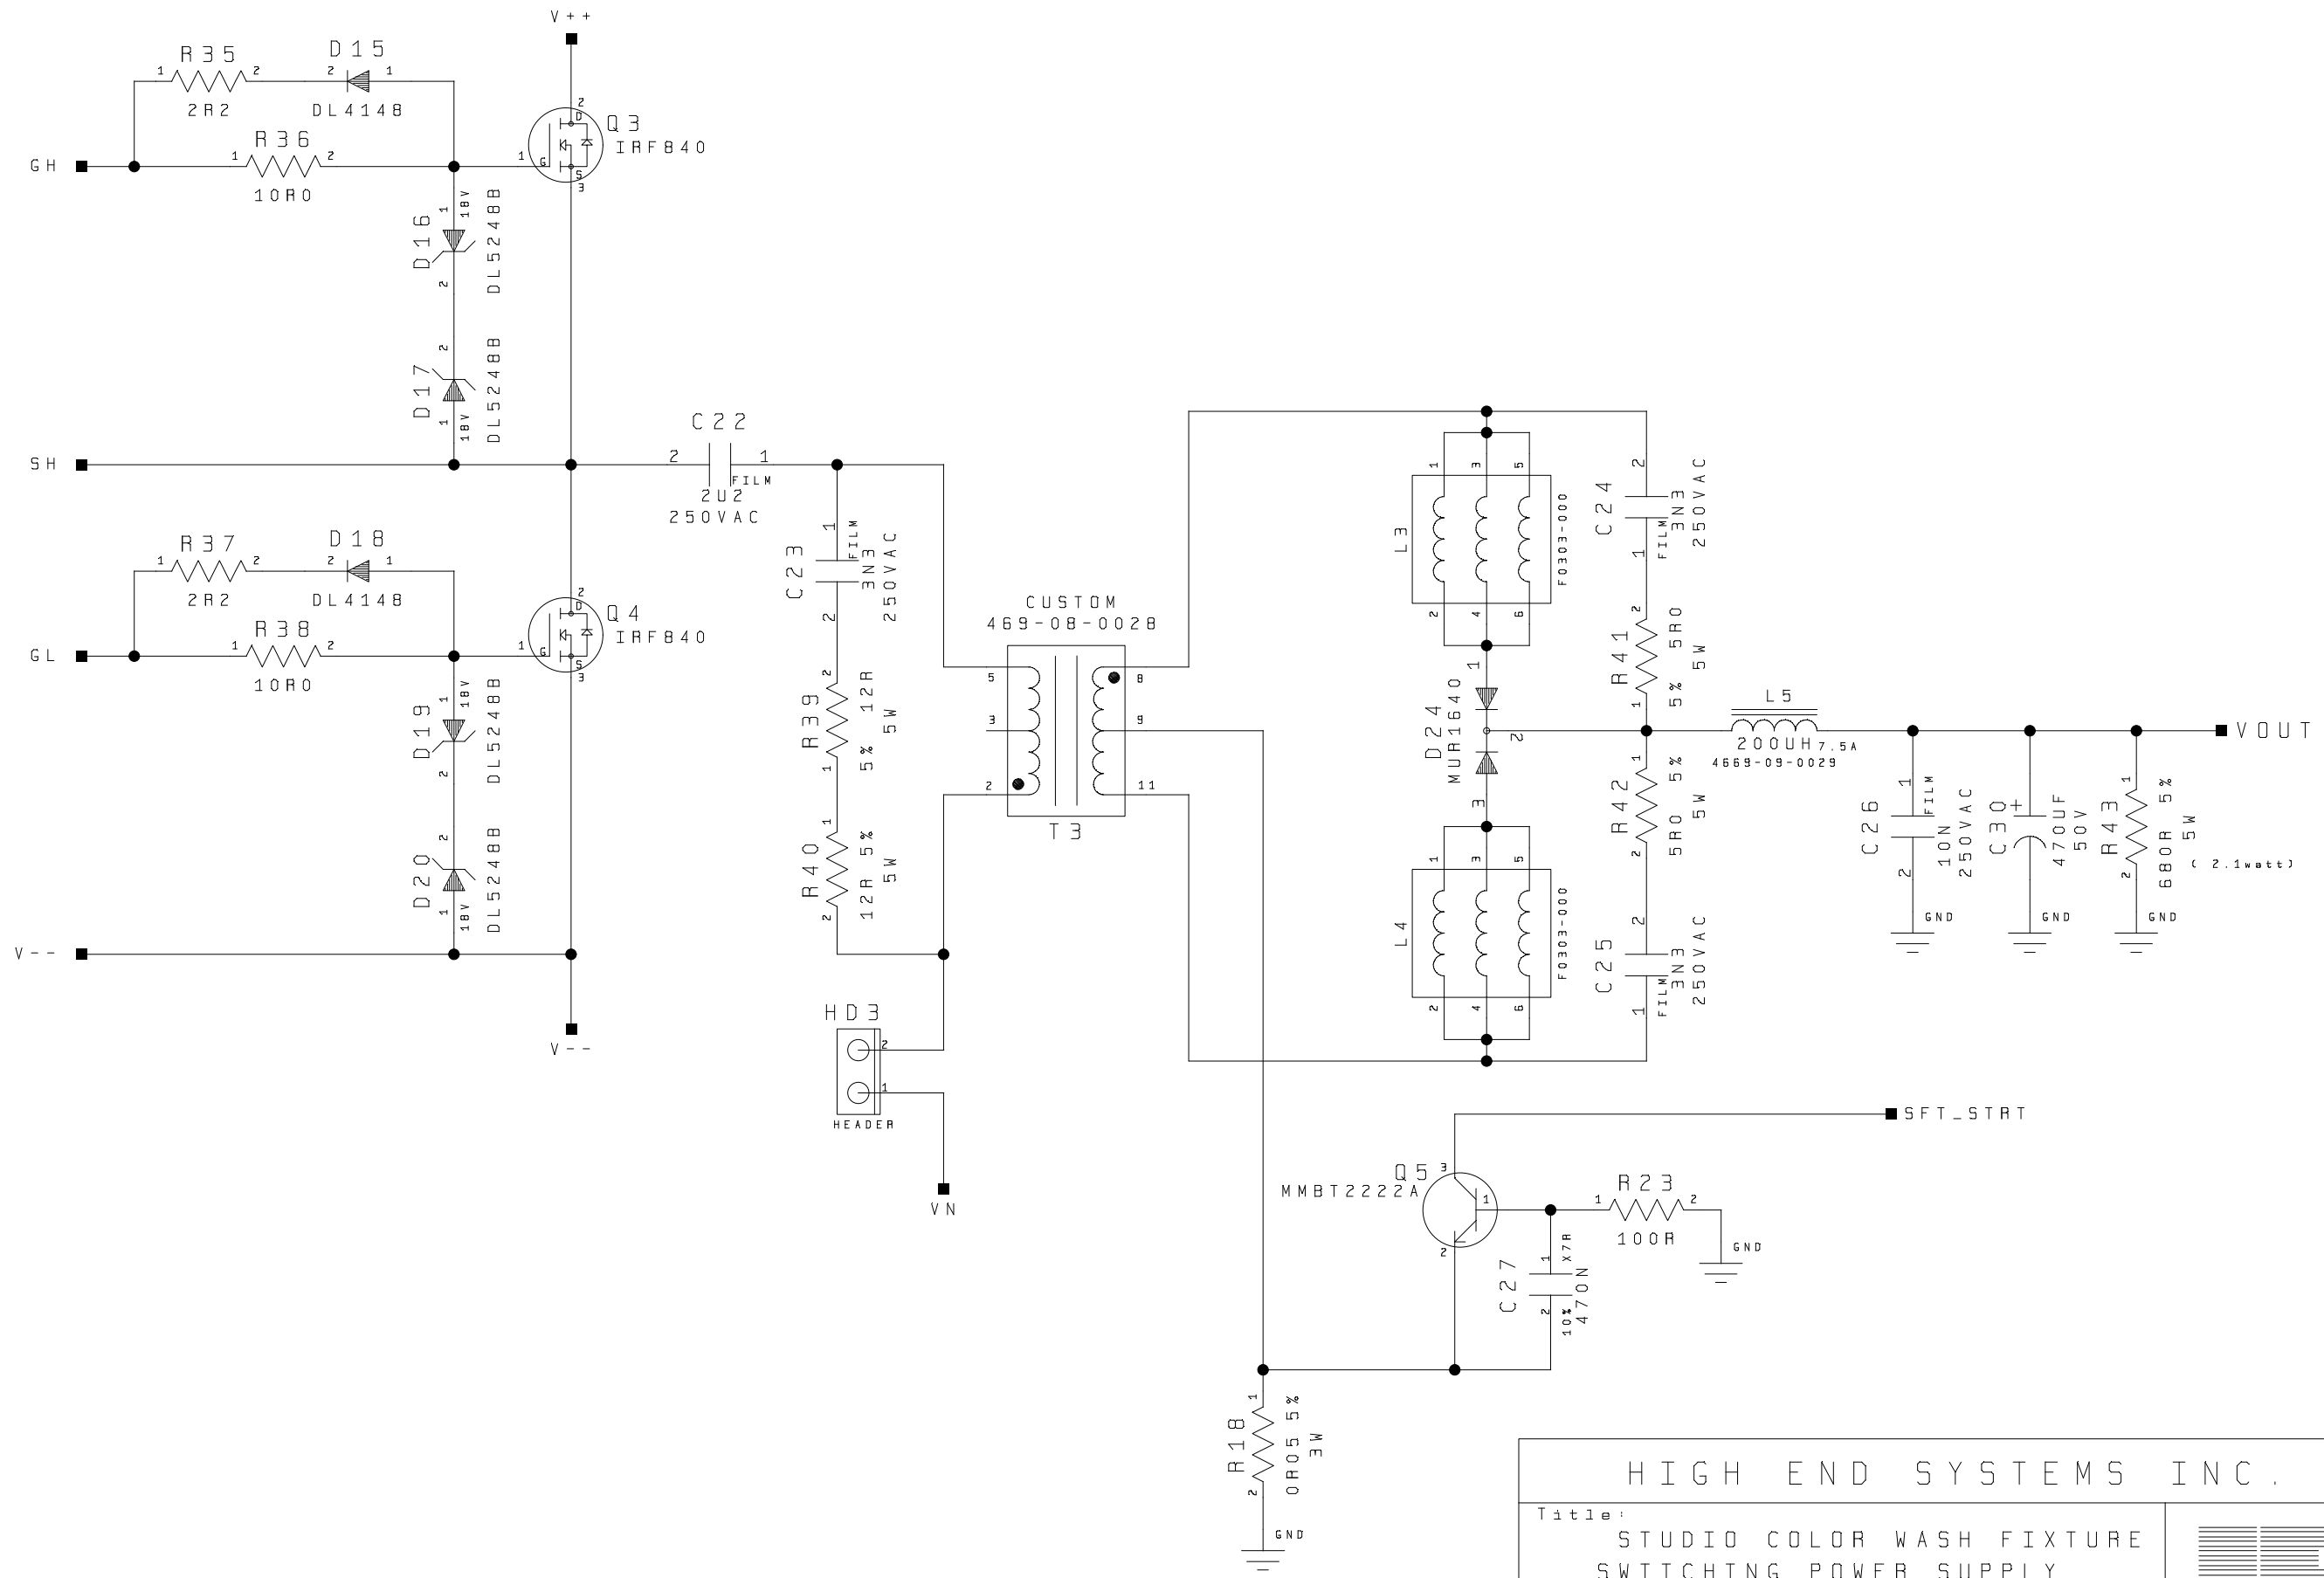 V++
R35
D15
1
2
2
1
2R2
DL4148
2
D
Q3
IRF840
R36
1
2
GH
10R0
1
G
S
3
D16
1
18V
2
DL5248B
D17
2
1
18V
DL5248B
SH
C22
2
1
FILM
2U2
250VAC
R37
D18
1
2
2
1
2R2
DL4148
2
D
Q4
IRF840
R38
1
2
GL
10R0
1
G
S
3
D19
1
18V
2
DL5248B
D20
2
1
18V
DL5248B
V--
V--
C23
1
FILM
3N3
250VAC
2
R39
2
12R
5%
5W
1
R40
1
12R 5%
5W
2
HD3
2
1
HEADER
VN
CUSTOM
469-08-0028
5
3
2
8
9
11
T3
L3
1
3
5
2
4
6
F0303-000
C24
2
1
FILM
3N3
250VAC
R41
2
5R0
5%
5W
1
D24
MUR1640
1
2
3
R42
1
5R0 5%
5W
2
L4
1
3
5
2
4
6
F0303-000
C25
2
1
FILM
3N3
250VAC
L5
200UH 7.5A
4669-09-0029
VOUT
C26
1
FILM
10N
250VAC
2
GND
C30
+
470UF
50V
GND
R43
1
680R 5%
5W
( 2.1watt)
2
GND
SFT_STRT
Q5
MMBT2222A
3
1
2
R23
1
2
100R
GND
C27
1
X7R
470N
2
10%
R18
1
0R05 5%
3W
2
GND
HIGH END SYSTEMS INC.
Title:
STUDIO COLOR WASH FIXTURE
SWITCHING POWER SUPPLY